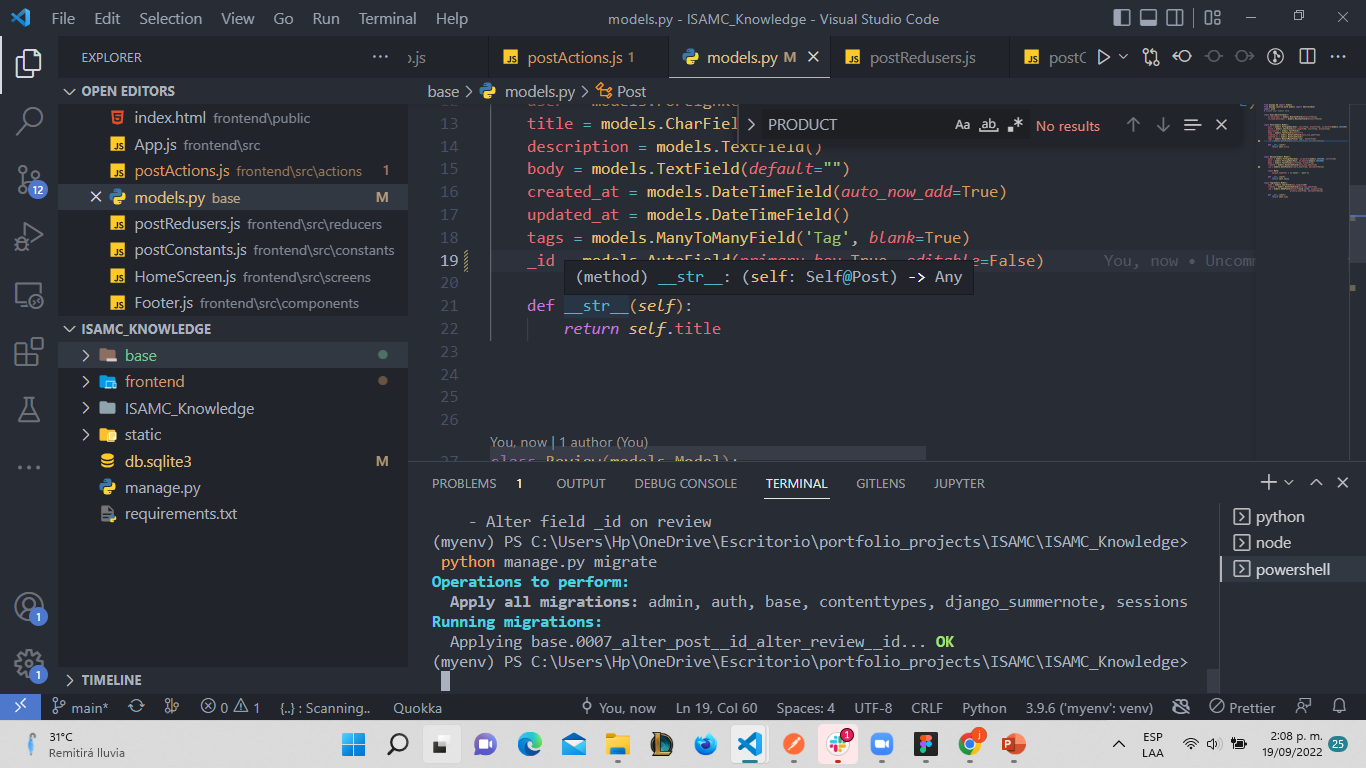 File Edit Selection View Go Run Terminal Help models.py - ISAMC_Knowledge - Visual Studio Code
EXPLORER
OPEN EDITORS
index.html frontend\public
App.js frontend\src
postActions.js frontend\src\actions 1
models.py base M
postRedusers.js frontend\src\reducers
postConstants.js frontend\src\constants
HomeScreen.js frontend\src\screens
Footer.js frontend\src\components
ISAMC_KNOWLEDGE
base
frontend
ISAMC_Knowledge
static
db.sqlite3 M
manage.py
requirements.txt
TIMELINE
12
1
1
.js postActions.js 1 models.py M postRedusers.js
base > models.py > Post
PRODUCT Aa ab No results
13 title = models.CharField
14 description = models.TextField()
15 body = models.TextField(default="")
16 created_at = models.DateTimeField(auto_now_add=True)
17 updated_at = models.DateTimeField()
18 tags = models.ManyToManyField('Tag', blank=True)
19 _id = models.AutoField(primary_key=True, editable=False) You, now • Uncomm
20 (method) __str__: (self: Self@Post) -> Any
21 def __str__(self):
22 return self.title
23
24
25
26
You, now | 1 author (You)
27 class Review(models.Model):
PROBLEMS 1 OUTPUT DEBUG CONSOLE TERMINAL GITLENS JUPYTER
- Alter field _id on review
(myenv) PS C:\Users\Hp\OneDrive\Escritorio\portfolio_projects\ISAMC\ISAMC_Knowledge>
python manage.py migrate
Operations to perform:
Apply all migrations: admin, auth, base, contenttypes, django_summernote, sessions
Running migrations:
Applying base.0007_alter_post__id_alter_review__id... OK
(myenv) PS C:\Users\Hp\OneDrive\Escritorio\portfolio_projects\ISAMC\ISAMC_Knowledge>
python
node
powershell
main* 0 1 {..} : Scanning.. Quokka You, now Ln 19, Col 60 Spaces: 4 UTF-8 CRLF Python 3.9.6 ('myenv': venv) Prettier
31°C
Remitirá lluvia
1
ESP
LAA
2:08 p. m.
19/09/2022
25